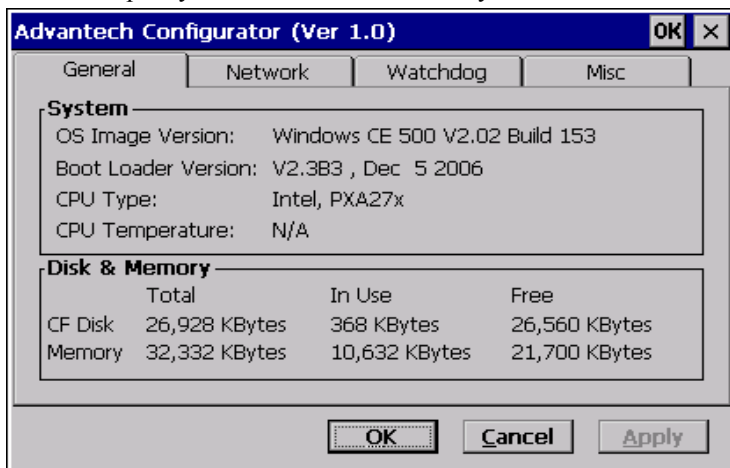 Advantech Configurator (Ver 1.0) OK
General Network Watchdog Misc
System
OS Image Version: Windows CE 500 V2.02 Build 153
Boot Loader Version: V2.3B3 , Dec 5 2006
CPU Type: Intel, PXA27x
CPU Temperature: N/A
Disk & Memory
Total In Use Free
CF Disk 26,928 KBytes 368 KBytes 26,560 KBytes
Memory 32,332 KBytes 10,632 KBytes 21,700 KBytes
OK Cancel Apply